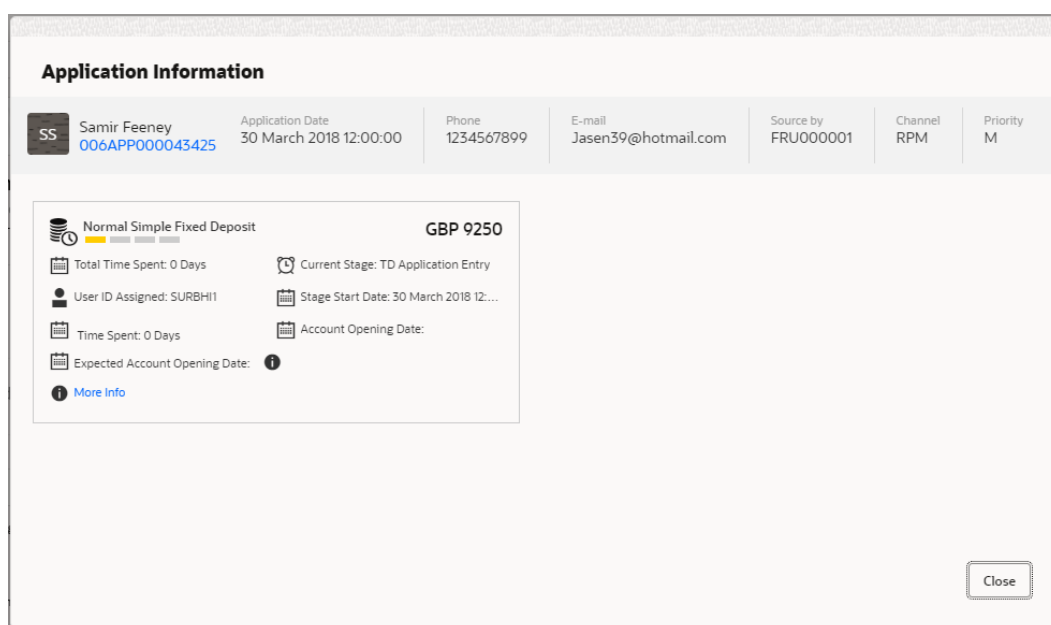 Application Information
SS
Samir Feeney
006APP000043425
Application Date
30 March 2018 12:00:00
Phone
1234567899
E-mail
Jasen39@hotmail.com
Source by
FRU000001
Channel
RPM
Priority
M
Normal Simple Fixed Deposit
GBP 9250
Total Time Spent: 0 Days
Current Stage: TD Application Entry
User ID Assigned: SURBHI1
Stage Start Date: 30 March 2018 12:...
Time Spent: 0 Days
Account Opening Date:
Expected Account Opening Date:
More Info
Close